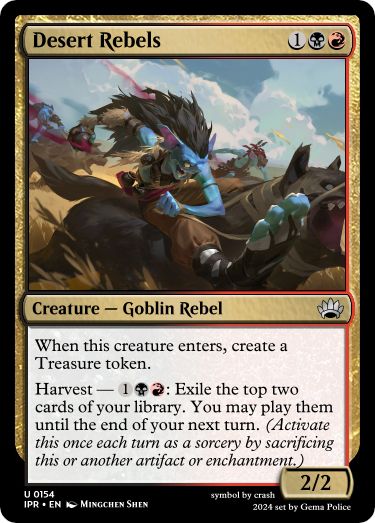 Desert Rebels 1
Creature — Goblin Rebel
When this creature enters, create a
Treasure token.
Harvest — 1: Exile the top two
cards of your library. You may play them
until the end of your next turn. (Activate
this once each turn as a sorcery by sacrificing
this or another artifact or enchantment.)
2/2
U 0154
IPR • EN Mingchen Shen
symbol by crash
2024 set by Gema Police